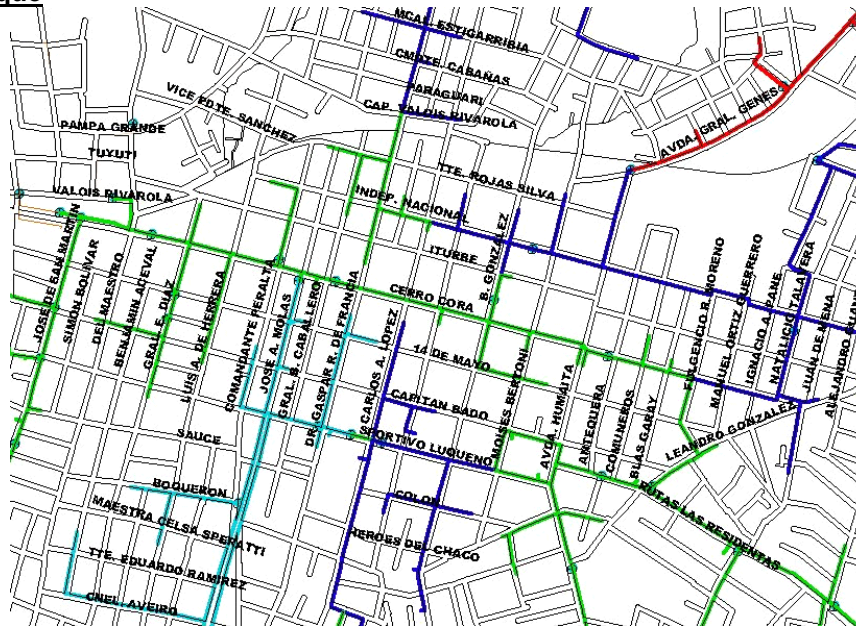 que
MCAL. ESTIGARRIBIA
CMDTE. CABAÑAS
PARAGUARI
CAP. VALOIS RIVAROLA
VICE PDTE. SANCHEZ
AVDA. GRAL. GENES
PAMPA GRANDE
TUYUTI
TTE. ROJAS SILVA
VALOIS RIVAROLA
INDEP. NACIONAL
ITURBE
B. GONZALEZ
JOSE DE SAN MARTIN
SIMON BOLIVAR
DEL MAESTRO
BENJAMIN ACEVAL
GRAL. E. DIAZ
LUIS A. DE HERRERA
COMANDANTE PERALTA
JOSE A. MOLAS
GRAL. B. CABALLERO
DR. GASPAR R. DE FRANCIA
CARLOS A. LOPEZ
CERRO CORA
14 DE MAYO
CAPITAN BADO
SPORTIVO LUQUEÑO
MOISES BERTONI
AVDA. HUMAITA
ANTEQUERA
COMUNEROS
BLAS GARAY
FULGENCIO R. MORENO
MANUEL ORTIZ GUERRERO
IGNACIO A. PANE
NATALICIO TALAVERA
JUAN DE MENA
ALEJANDRO
LEANDRO GONZALEZ
SAUCE
BOQUERON
COLON
MAESTRA CELSA SPERATTI
HEROES DEL CHACO
RUTAS LAS RESIDENTAS
TTE. EDUARDO RAMIREZ
CNEL. AVEIRO